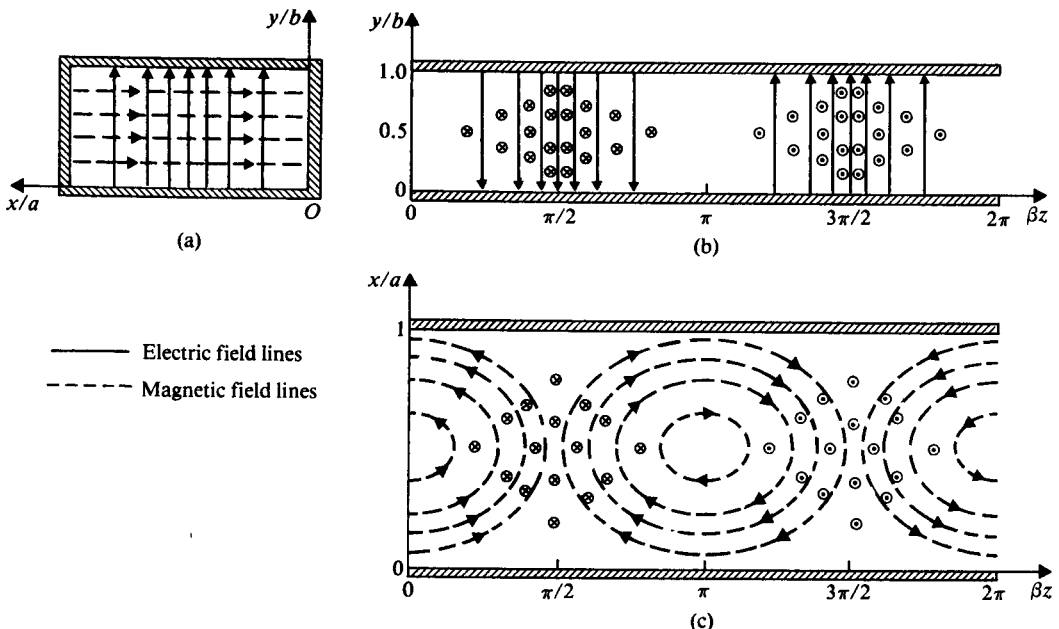 y/b
x/a
O
(a)
y/b
1.0
0.5
0
0
π/2
π
3π/2
2π
βz
(b)
Electric field lines
Magnetic field lines
x/a
1
0
0
π/2
π
3π/2
2π
βz
(c)